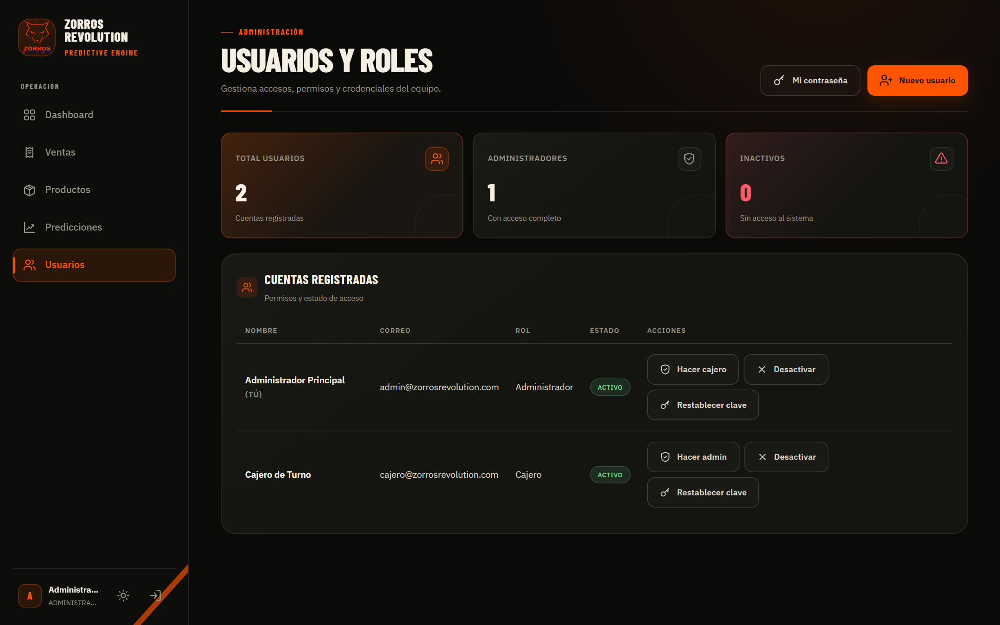 ZORROS
ZORROS
REVOLUTION
PREDICTIVE ENGINE
OPERACIÓN
Dashboard
Ventas
Productos
Predicciones
Usuarios
A
Administra...
ADMINISTRA...
ADMINISTRACIÓN
USUARIOS Y ROLES
Gestiona accesos, permisos y credenciales del equipo.
Mi contraseña
Nuevo usuario
TOTAL USUARIOS
2
Cuentas registradas
ADMINISTRADORES
1
Con acceso completo
INACTIVOS
0
Sin acceso al sistema
CUENTAS REGISTRADAS
Permisos y estado de acceso
NOMBRE CORREO ROL ESTADO ACCIONES
Administrador Principal
(TÚ)
admin@zorrosrevolution.com Administrador ACTIVO
Hacer cajero Desactivar
Restablecer clave
Cajero de Turno cajero@zorrosrevolution.com Cajero ACTIVO
Hacer admin Desactivar
Restablecer clave